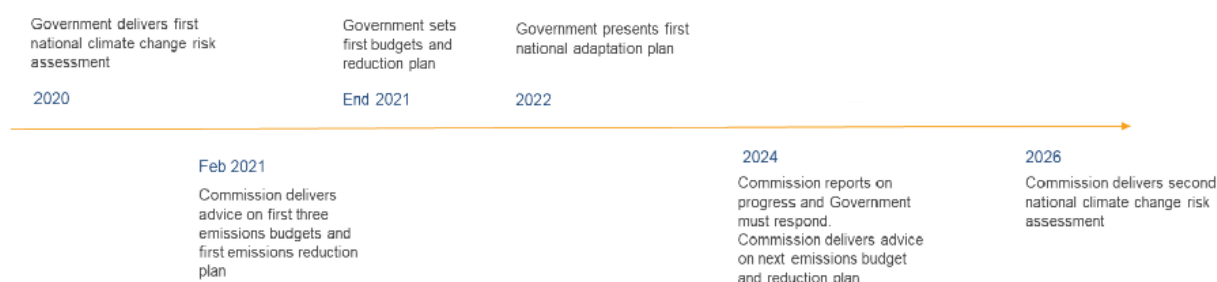 Government delivers first
national climate change risk
assessment
2020
Government sets
first budgets and
reduction plan
End 2021
Government presents first
national adaptation plan
2022
Feb 2021
Commission delivers
advice on first three
emissions budgets and
first emissions reduction
plan
2024
Commission reports on
progress and Government
must respond.
Commission delivers advice
on next emissions budget
and reduction plan
2026
Commission delivers second
national climate change risk
assessment